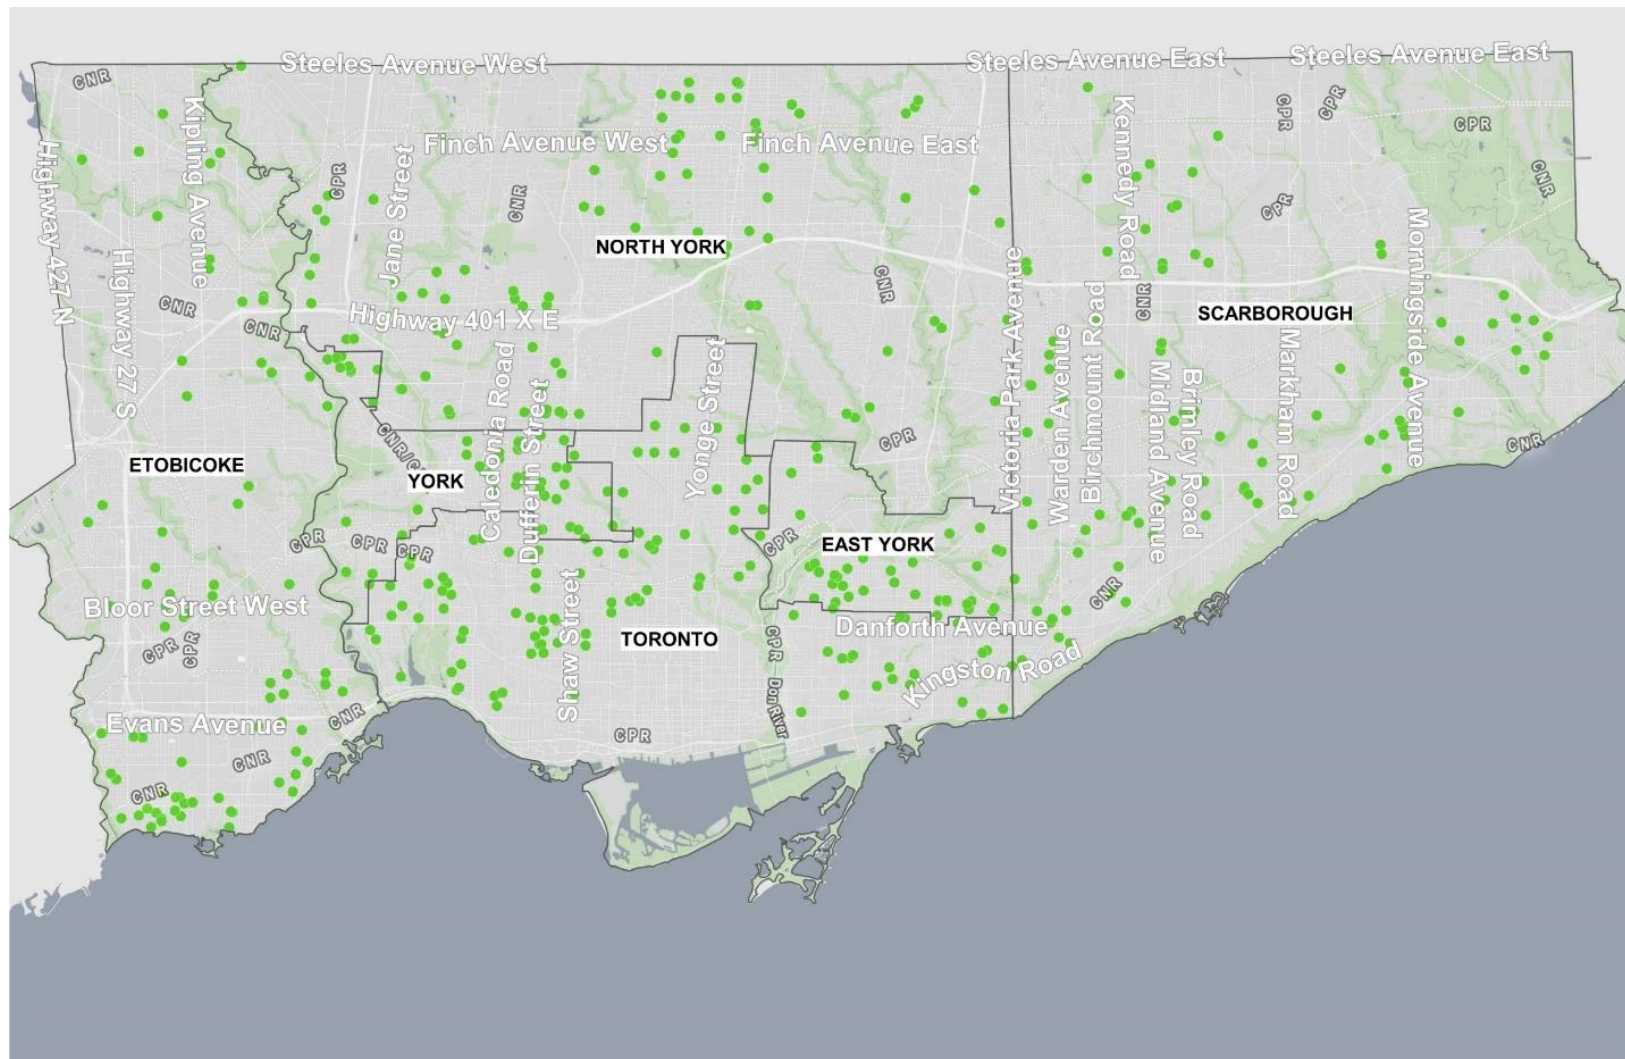 Steeles Avenue West
Steeles Avenue East
Steeles Avenue East
CNR
Kipling Avenue
Kennedy Road
CPR
CPR
CPR
Finch Avenue West
Finch Avenue East
Highway 427 N
CPR
Jane Street
CNR
CNR
CPR
Morningside Avenue
Highway 27 S
NORTH YORK
Victoria Park Avenue
CNR
CNR
CNR
CNR
Highway 401 X E
Birchmount Road
SCARBOROUGH
Warden Avenue
Markham Road
Caledonia Road
Dufferin Street
Yonge Street
Midland Avenue
Brimley Road
CPR
CNR
ETOBICOKE
YORK
CPR
CPR
CPR
CPR
EAST YORK
CNR
Bloor Street West
Shaw Street
TORONTO
Danforth Avenue
CPR
CPR
CPR
Don River
Kingston Road
Evans Avenue
CNR
CPR
CNR
CNR